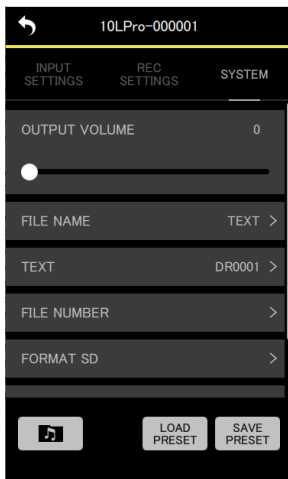 10LPro-000001
INPUT
SETTINGS
REC
SETTINGS
SYSTEM
OUTPUT VOLUME 0
FILE NAME TEXT >
TEXT DR0001 >
FILE NUMBER >
FORMAT SD >
LOAD
PRESET
SAVE
PRESET